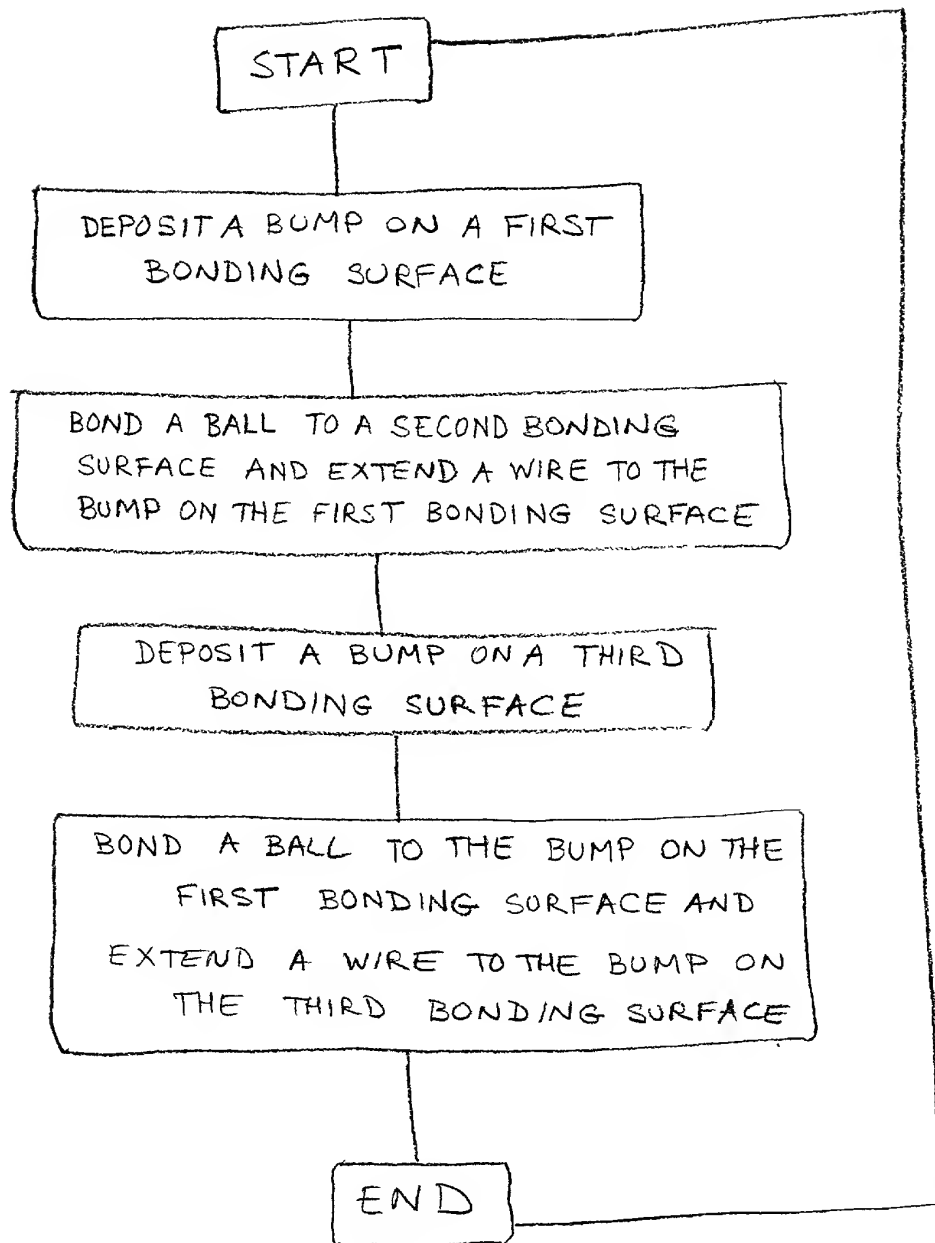 START
DEPOSIT A BUMP ON A FIRST
BONDING SURFACE
BOND A BALL TO A SECOND BONDING
SURFACE AND EXTEND A WIRE TO THE
BUMP ON THE FIRST BONDING SURFACE
DEPOSIT A BUMP ON A THIRD
BONDING SURFACE
BOND A BALL TO THE BUMP ON THE
FIRST BONDING SURFACE AND
EXTEND A WIRE TO THE BUMP ON
THE THIRD BONDING SURFACE
END